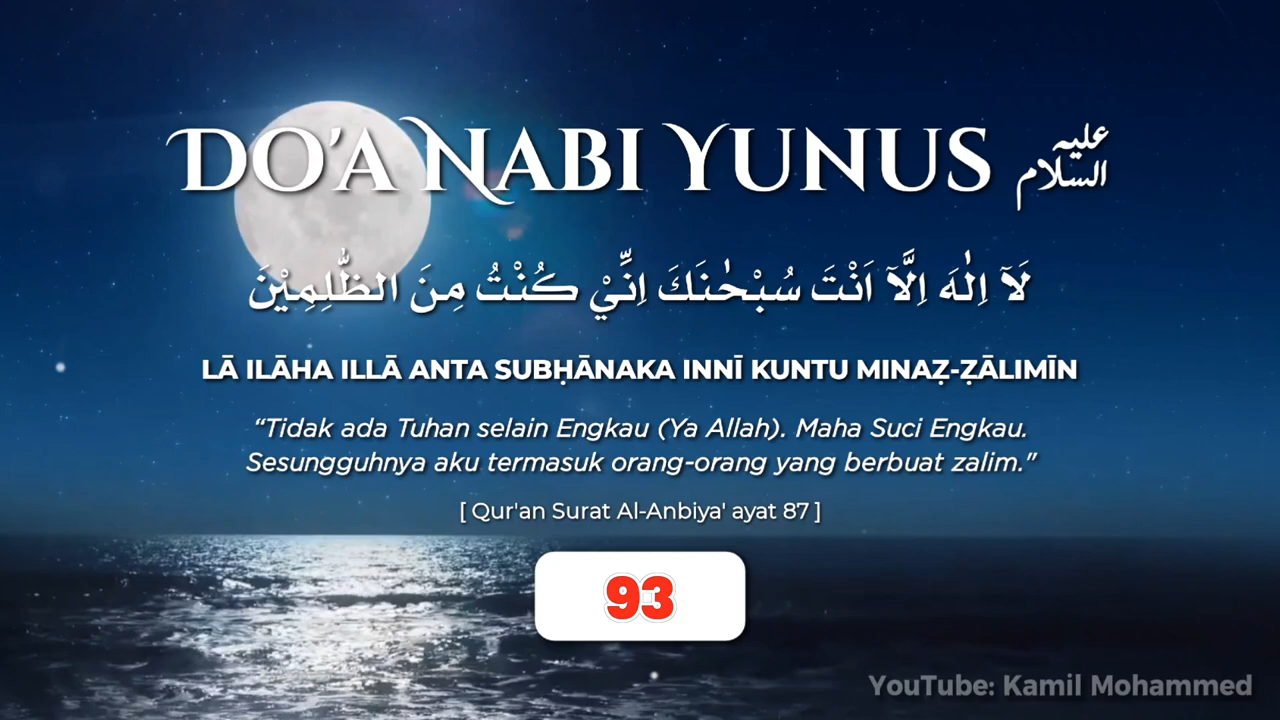 DO'A NABI YUNUS عليه السلام
لَآ اِلٰهَ اِلَّآ اَنْتَ سُبْحٰنَكَ اِنِّيْ كُنْتُ مِنَ الظّٰلِمِيْنَ
LĀ ILĀHA ILLĀ ANTA SUBḤĀNAKA INNĪ KUNTU MINAẒ-ẒĀLIMĪN
“Tidak ada Tuhan selain Engkau (Ya Allah). Maha Suci Engkau.
Sesungguhnya aku termasuk orang-orang yang berbuat zalim."
[ Qur'an Surat Al-Anbiya' ayat 87 ]
93
YouTube: Kamil Mohammed